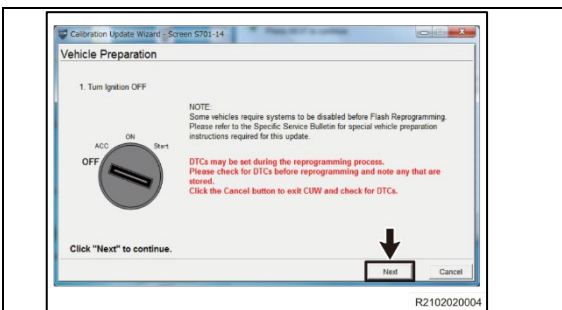 Calibration Update Wizard - Screen S701-14
Vehicle Preparation
1. Turn Ignition OFF
NOTE:
Some vehicles require systems to be disabled before Flash Reprogramming.
Please refer to the Specific Service Bulletin for special vehicle preparation
instructions required for this update.
ON
ACC
Start
OFF
DTCs may be set during the reprogramming process.
Please check for DTCs before reprogramming and note any that are
stored.
Click the Cancel button to exit CUW and check for DTCs.
Click "Next" to continue.
Next
Cancel
R2102020004